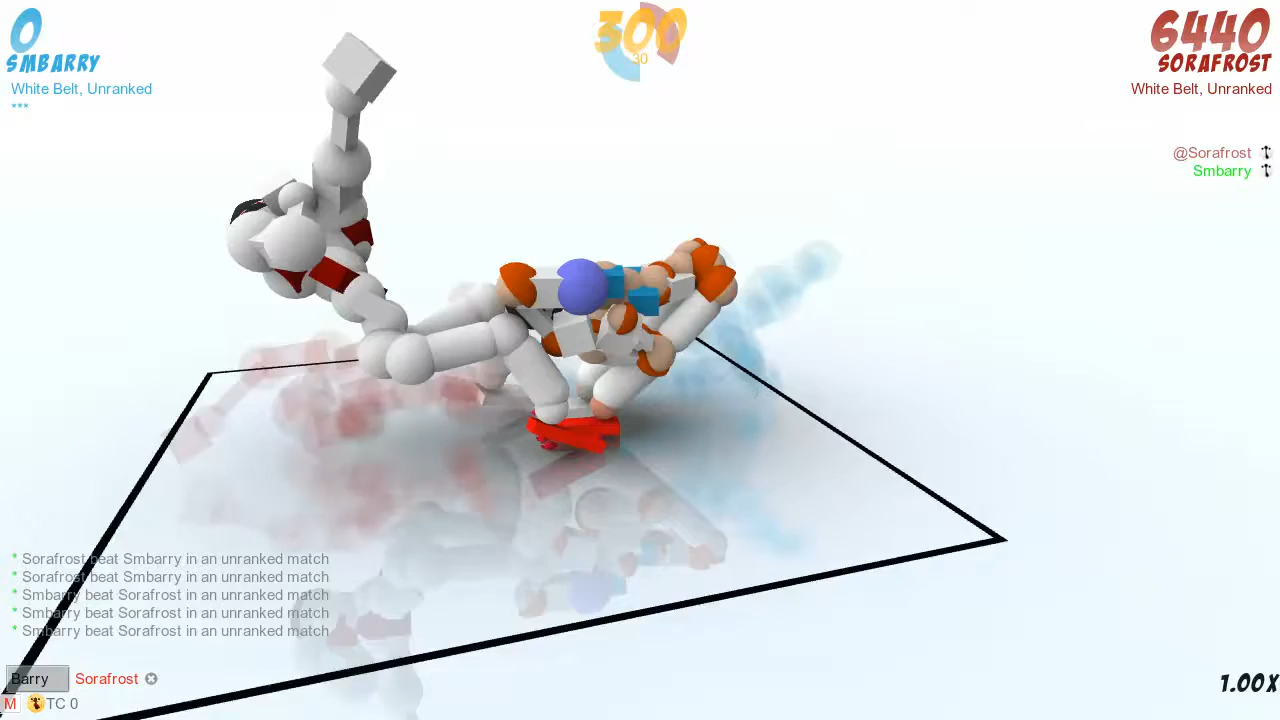 0
SMBARRY
White Belt, Unranked
***
300
30
6440
SORAFROST
White Belt, Unranked
@Sorafrost
Smbarry
* Sorafrost beat Smbarry in an unranked match
* Sorafrost beat Smbarry in an unranked match
* Smbarry beat Sorafrost in an unranked match
* Smbarry beat Sorafrost in an unranked match
* Smbarry beat Sorafrost in an unranked match
Barry Sorafrost
M TC 0
1.00X